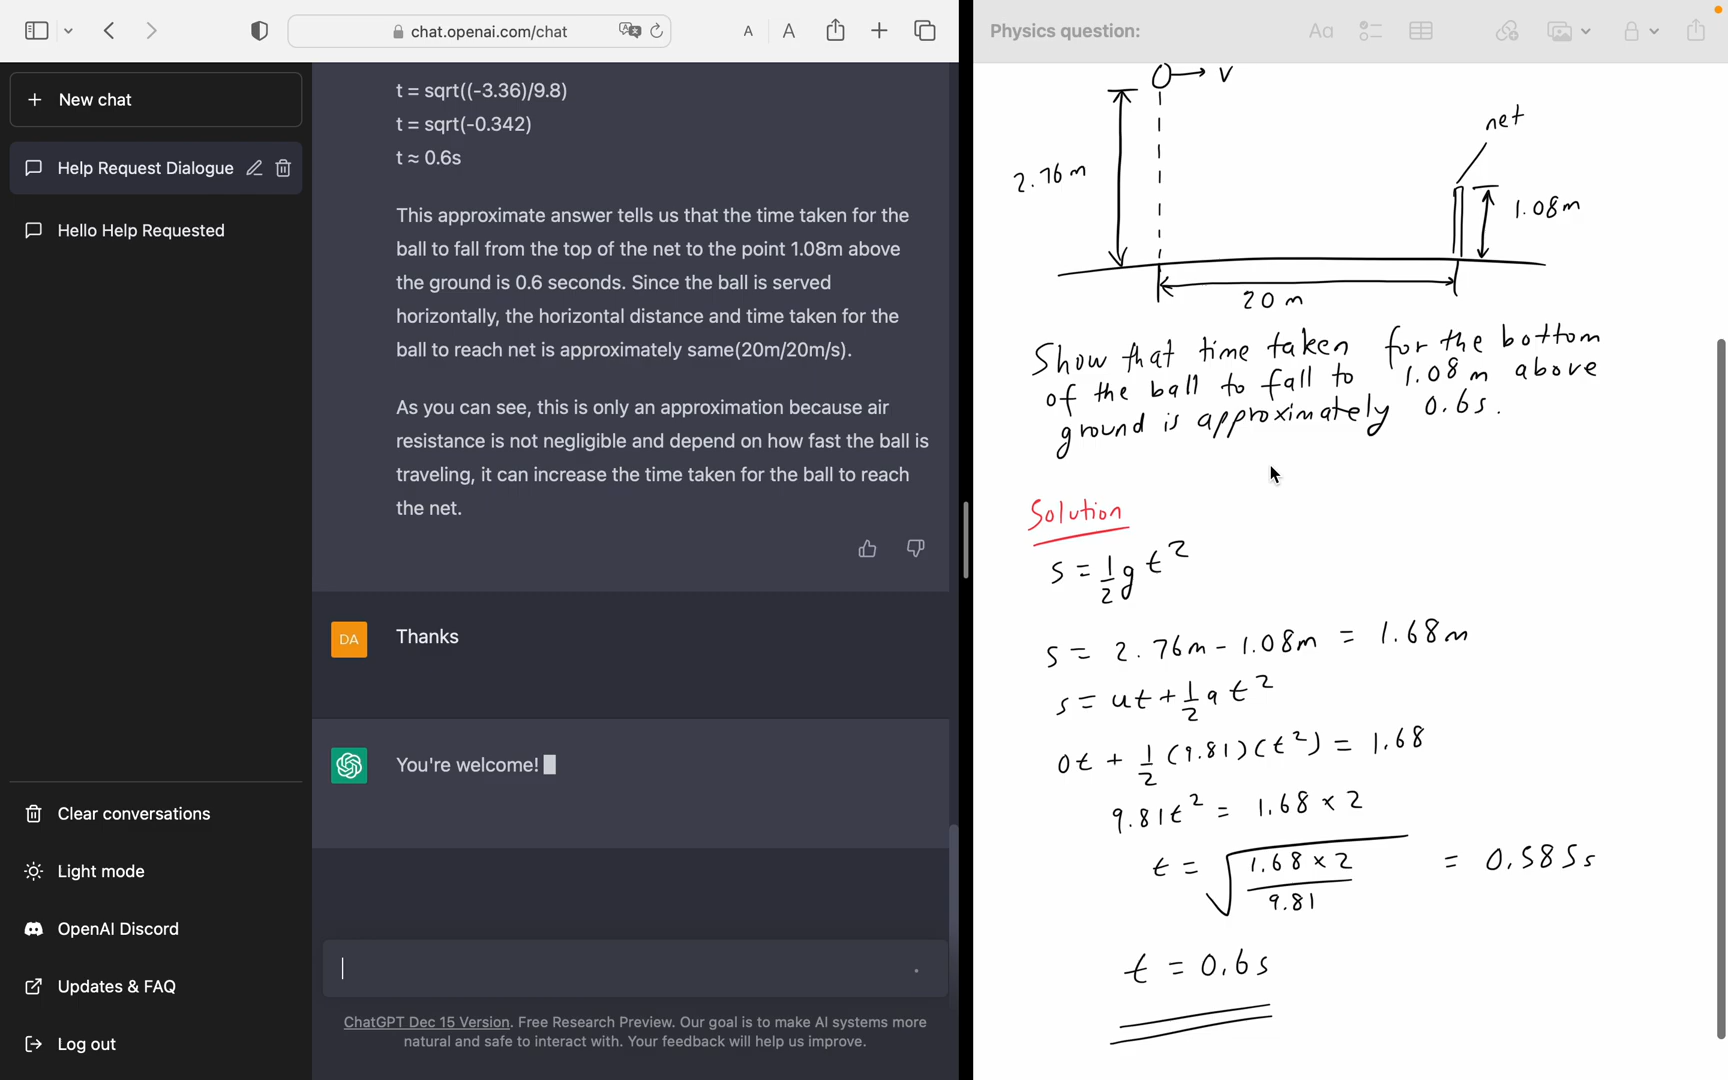 chat.openai.com/chat
A A
Physics question:
Aa
New chat
Help Request Dialogue
Hello Help Requested
t = sqrt((-3.36)/9.8)
t = sqrt(-0.342)
t ≈ 0.6s
This approximate answer tells us that the time taken for the
ball to fall from the top of the net to the point 1.08m above
the ground is 0.6 seconds. Since the ball is served
horizontally, the horizontal distance and time taken for the
ball to reach net is approximately same(20m/20m/s).
As you can see, this is only an approximation because air
resistance is not negligible and depend on how fast the ball is
traveling, it can increase the time taken for the ball to reach
the net.
DA
Thanks
You're welcome!
Clear conversations
Light mode
OpenAI Discord
Updates & FAQ
Log out
ChatGPT Dec 15 Version. Free Research Preview. Our goal is to make AI systems more
natural and safe to interact with. Your feedback will help us improve.
v
net
2.76 m
1.08m
20 m
Show that time taken for the bottom
of the ball to fall to 1.08 m above
ground is approximately 0.6s.
Solution
s = 1/2 g t²
s = 2.76m - 1.08m = 1.68m
s = ut + 1/2 a t²
0t + 1/2 (9.81)(t²) = 1.68
9.81t² = 1.68 × 2
t = √(1.68 × 2 / 9.81) = 0.585s
t = 0.6s